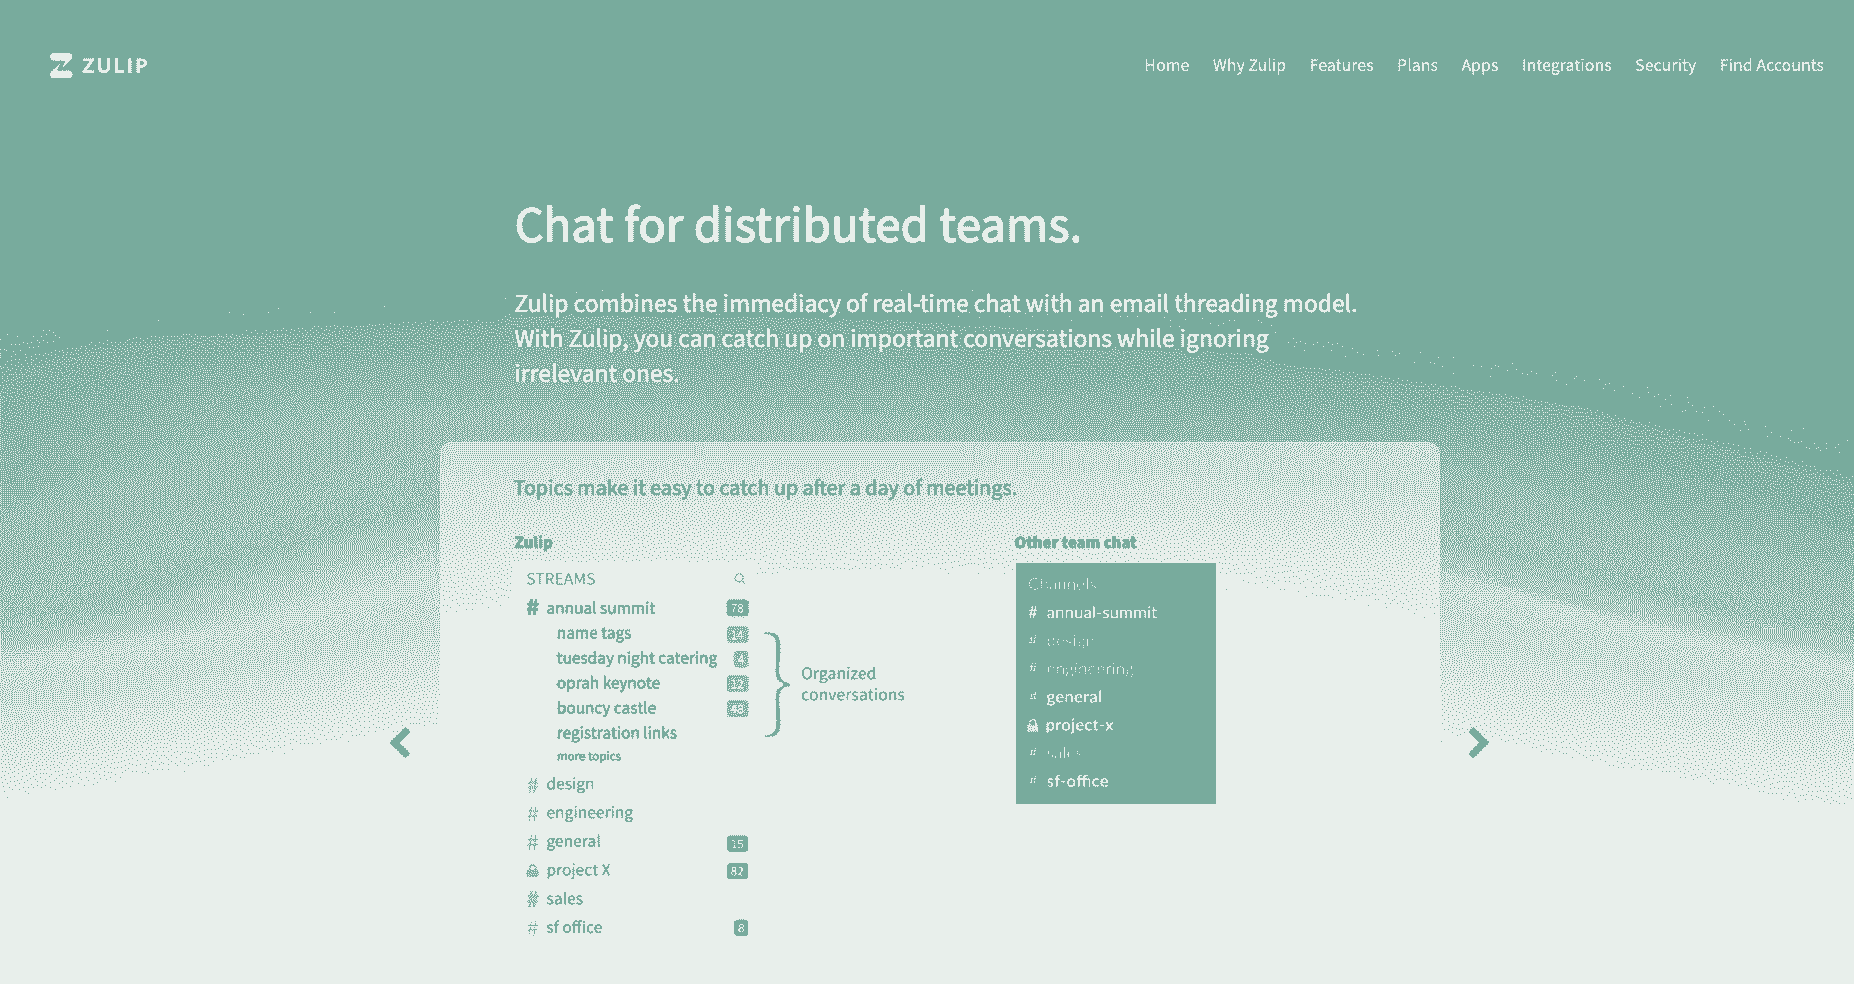 ZULIP
Home Why Zulip Features Plans Apps Integrations Security Find Accounts
Chat for distributed teams.
Zulip combines the immediacy of real-time chat with an email threading model.
With Zulip, you can catch up on important conversations while ignoring
irrelevant ones.
Topics make it easy to catch up after a day of meetings.
Zulip
STREAMS
# annual summit 78
name tags 14
tuesday night catering 4
oprah keynote 12
bouncy castle 48
registration links
more topics
# design
# engineering
# general 15
project X 82
# sales
# sf office 8
Organized
conversations
Other team chat
Channels
# annual-summit
# design
# engineering
# general
project-x
# sales
# sf-office